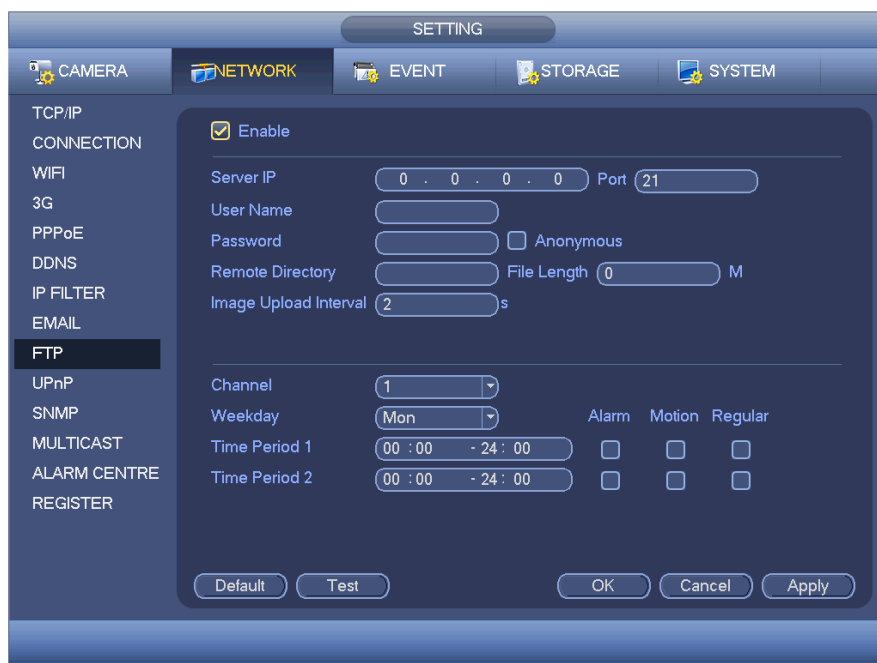 SETTING
CAMERA NETWORK EVENT STORAGE SYSTEM
TCP/IP
CONNECTION
WIFI
3G
PPPoE
DDNS
IP FILTER
EMAIL
FTP
UPnP
SNMP
MULTICAST
ALARM CENTRE
REGISTER
Enable
Server IP 0 . 0 . 0 . 0 Port 21
User Name
Password Anonymous
Remote Directory File Length 0 M
Image Upload Interval 2 s
Channel 1
Weekday Mon Alarm Motion Regular
Time Period 1 00 : 00 - 24 : 00
Time Period 2 00 : 00 - 24 : 00
Default Test OK Cancel Apply